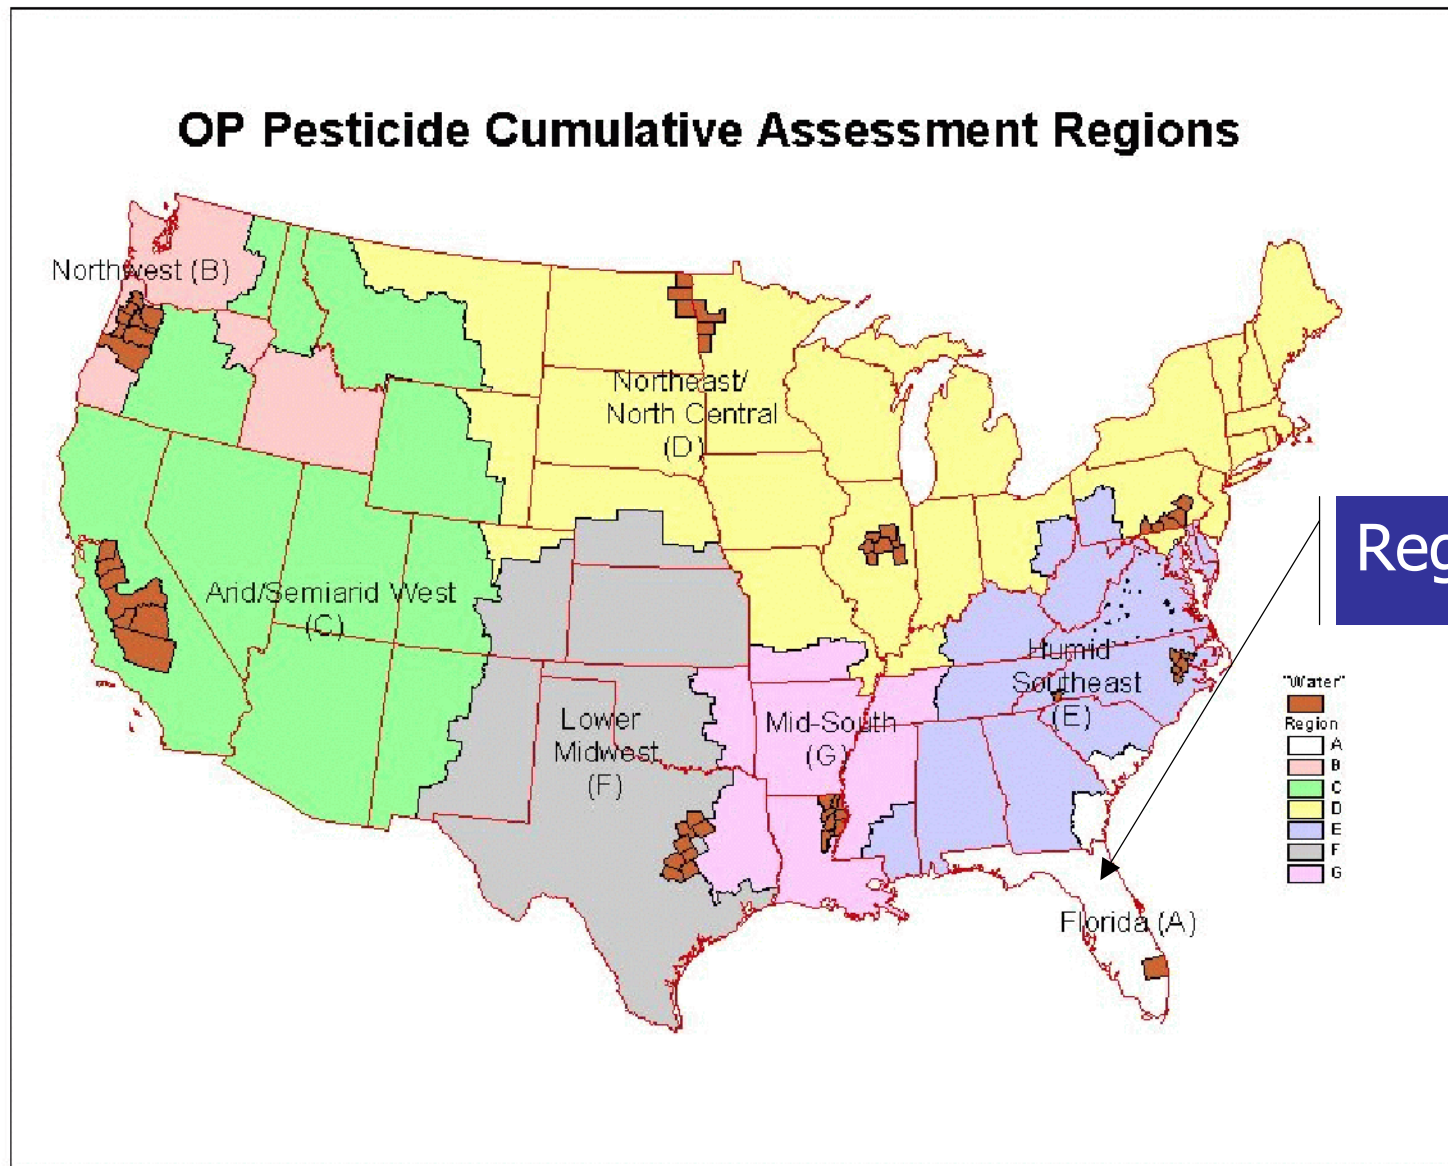 OP Pesticide Cumulative Assessment Regions
Northwest (B)
Northeast/
North Central
(D)
Arid/Semiarid West
(C)
Humid
Southeast
(E)
Lower
Midwest
(F)
Mid-South
(G)
Florida (A)
Reg
"Water"
Region
A
B
C
D
E
F
G